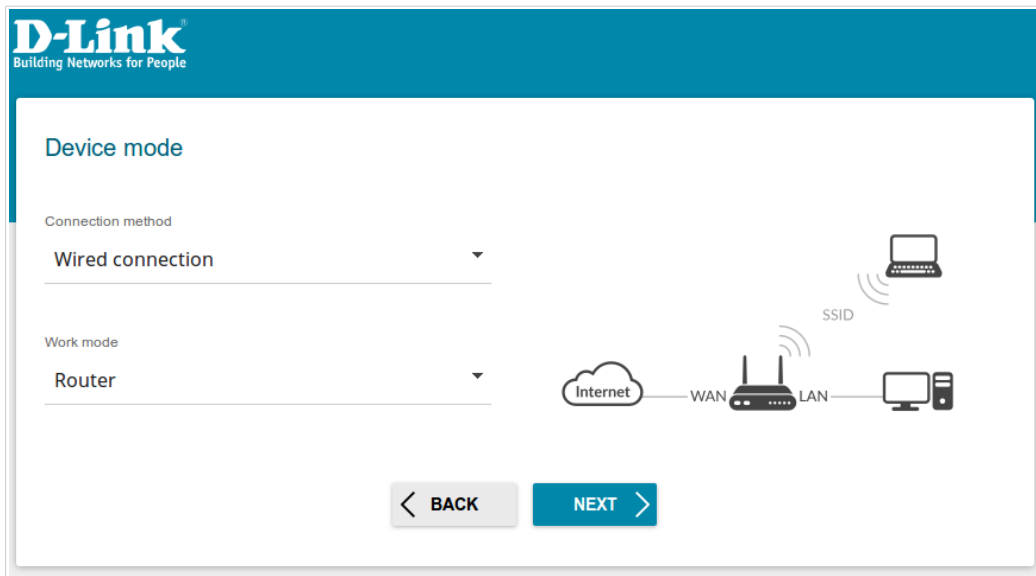 D-Link®
Building Networks for People
Device mode
Connection method
Wired connection
Work mode
Router
SSID
Internet
WAN
LAN
BACK
NEXT